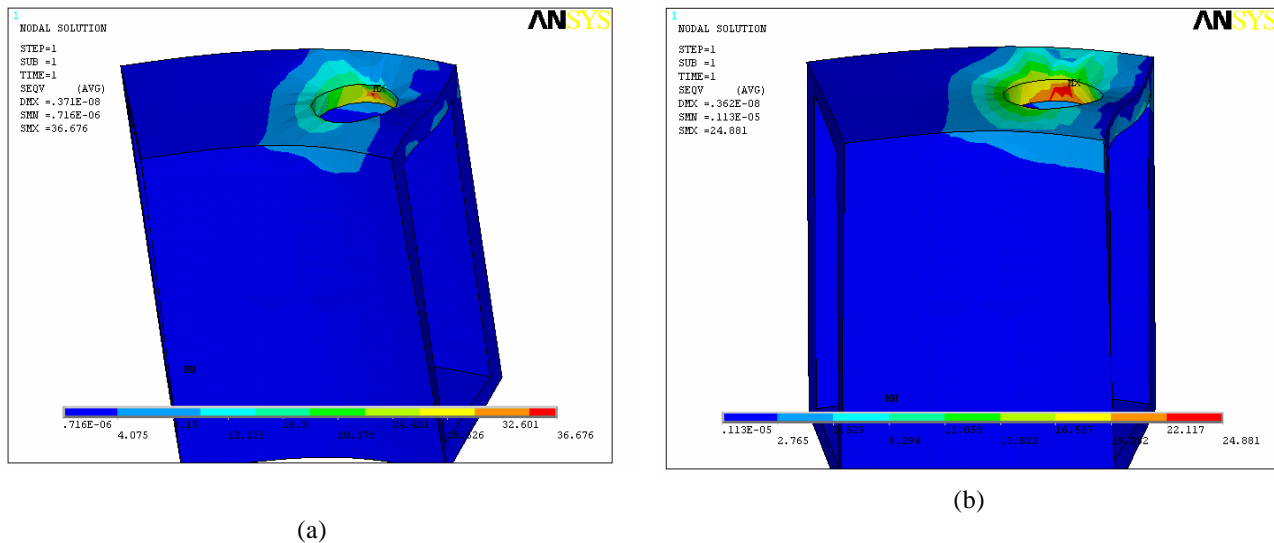 1
ANSYS
NODAL SOLUTION
STEP=1
SUB =1
TIME=1
SEQV (AVG)
DMX =.371E-08
SMN =.716E-06
SMX =36.676
MX
MN
.716E-06
32.601
4.075
12.225
20.375
36.676
(a)
1
ANSYS
NODAL SOLUTION
STEP=1
SUB =1
TIME=1
SEQV (AVG)
DMX =.362E-08
SMN =.113E-05
SMX =24.881
MX
MN
.113E-05
22.117
2.765
8.294
24.881
(b)